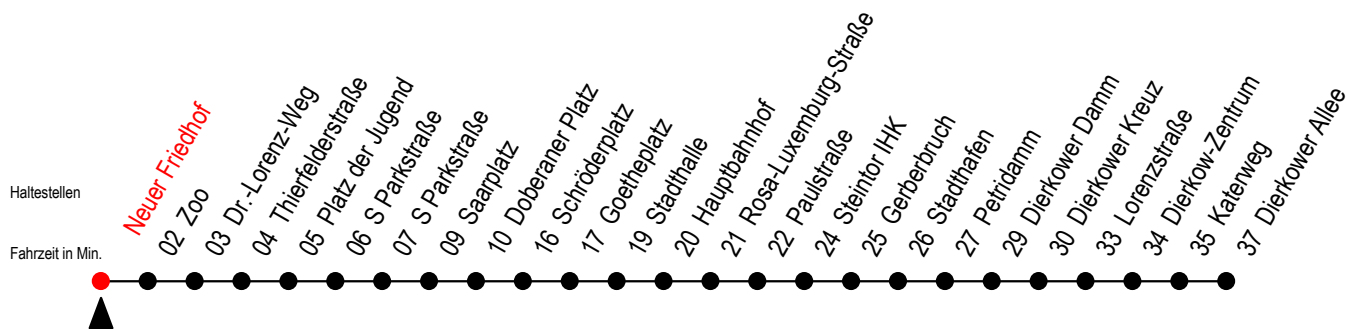 Haltestellen
Fahrzeit in Min.
Neuer Friedhof
02 Zoo
03 Dr.-Lorenz-Weg
04 Thierfelderstraße
05 Platz der Jugend
06 S Parkstraße
07 S Parkstraße
09 Saarplatz
10 Doberaner Platz
16 Schröderplatz
17 Goetheplatz
19 Stadthalle
20 Hauptbahnhof
21 Rosa-Luxemburg-Straße
22 Paulstraße
24 Steintor IHK
25 Gerberbruch
26 Stadthafen
27 Petridamm
29 Dierkower Damm
30 Dierkower Kreuz
33 Lorenzstraße
34 Dierkow-Zentrum
35 Katerweg
37 Dierkower Allee